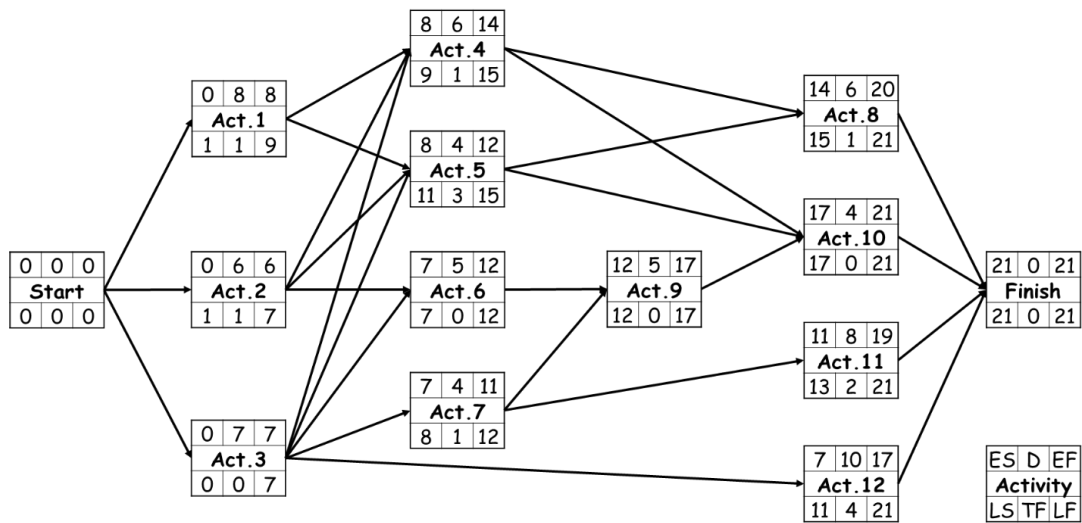 8 6 14
Act.4
9 1 15
0 8 8
Act.1
1 1 9
14 6 20
Act.8
15 1 21
8 4 12
Act.5
11 3 15
17 4 21
Act.10
17 0 21
0 0 0
Start
0 0 0
0 6 6
Act.2
1 1 7
7 5 12
Act.6
7 0 12
12 5 17
Act.9
12 0 17
21 0 21
Finish
21 0 21
11 8 19
Act.11
13 2 21
7 4 11
Act.7
8 1 12
0 7 7
Act.3
0 0 7
7 10 17
Act.12
11 4 21
ES D EF
Activity
LS TF LF